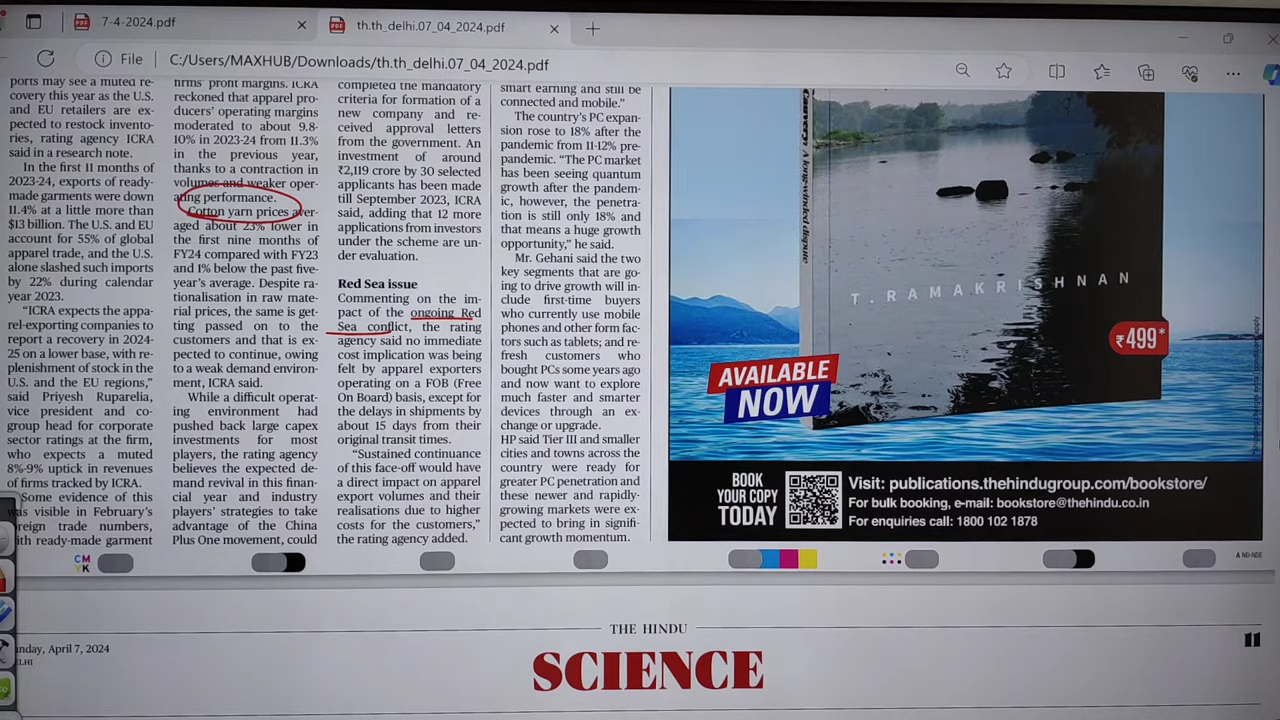 7-4-2024.pdf
th.th_delhi.07_04_2024.pdf
File
C:/Users/MAXHUB/Downloads/th.th_delhi.07_04_2024.pdf
ports may see a muted re-
covery this year as the U.S.
and EU retailers are ex-
pected to restock invento-
ries, rating agency ICRA
said in a research note.
In the first 11 months of
2023-24, exports of ready-
made garments were down
11.4% at a little more than
$13 billion. The U.S. and EU
account for 55% of global
apparel trade, and the U.S.
alone slashed such imports
by 22% during calendar
year 2023.
“ICRA expects the appa-
rel-exporting companies to
report a recovery in 2024-
25 on a lower base, with re-
plenishment of stock in the
U.S. and the EU regions,”
said Priyesh Ruparelia,
vice president and co-
group head for corporate
sector ratings at the firm,
who expects a muted
8%-9% uptick in revenues
of firms tracked by ICRA.
Some evidence of this
was visible in February’s
reign trade numbers,
ith ready-made garment
firms’ profit margins. ICRA
reckoned that apparel pro-
ducers’ operating margins
moderated to about 9.8-
10% in 2023-24 from 11.3%
in the previous year,
thanks to a contraction in
volumes and weaker oper-
ating performance.
Cotton yarn prices aver-
aged about 23% lower in
the first nine months of
FY24 compared with FY23
and 1% below the past five-
year’s average. Despite ra-
tionalisation in raw mate-
rial prices, the same is get-
ting passed on to the
customers and that is ex-
pected to continue, owing
to a weak demand environ-
ment, ICRA said.
While a difficult operat-
ing environment had
pushed back large capex
investments for most
players, the rating agency
believes the expected de-
mand revival in this finan-
cial year and industry
players’ strategies to take
advantage of the China
Plus One movement, could
completed the mandatory
criteria for formation of a
new company and re-
ceived approval letters
from the government. An
investment of around
₹2,119 crore by 30 selected
applicants has been made
till September 2023, ICRA
said, adding that 12 more
applications from investors
under the scheme are un-
der evaluation.
Red Sea issue
Commenting on the im-
pact of the ongoing Red
Sea conflict, the rating
agency said no immediate
cost implication was being
felt by apparel exporters
operating on a FOB (Free
On Board) basis, except for
the delays in shipments by
about 15 days from their
original transit times.
“Sustained continuance
of this face-off would have
a direct impact on apparel
export volumes and their
realisations due to higher
costs for the customers,”
the rating agency added.
smart earning and still be
connected and mobile.”
The country’s PC expan-
sion rose to 18% after the
pandemic from 11-12% pre-
pandemic. “The PC market
has been seeing quantum
growth after the pandem-
ic, however, the penetra-
tion is still only 18% and
that means a huge growth
opportunity,” he said.
Mr. Gehani said the two
key segments that are go-
ing to drive growth will in-
clude first-time buyers
who currently use mobile
phones and other form fac-
tors such as tablets; and re-
fresh customers who
bought PCs some years ago
and now want to explore
much faster and smarter
devices through an ex-
change or upgrade.
HP said Tier III and smaller
cities and towns across the
country were ready for
greater PC penetration and
these newer and rapidly-
growing markets were ex-
pected to bring in signifi-
cant growth momentum.
Cauvery: A long-winded dispute
T. RAMAKRISHNAN
₹499*
AVAILABLE
NOW
BOOK
YOUR COPY
TODAY
Visit: publications.thehindugroup.com/bookstore/
For bulk booking, e-mail: bookstore@thehindu.co.in
For enquiries call: 1800 102 1878
CM
YK
A ND-NDE
THE HINDU
SCIENCE
11
nday, April 7, 2024
ELHI